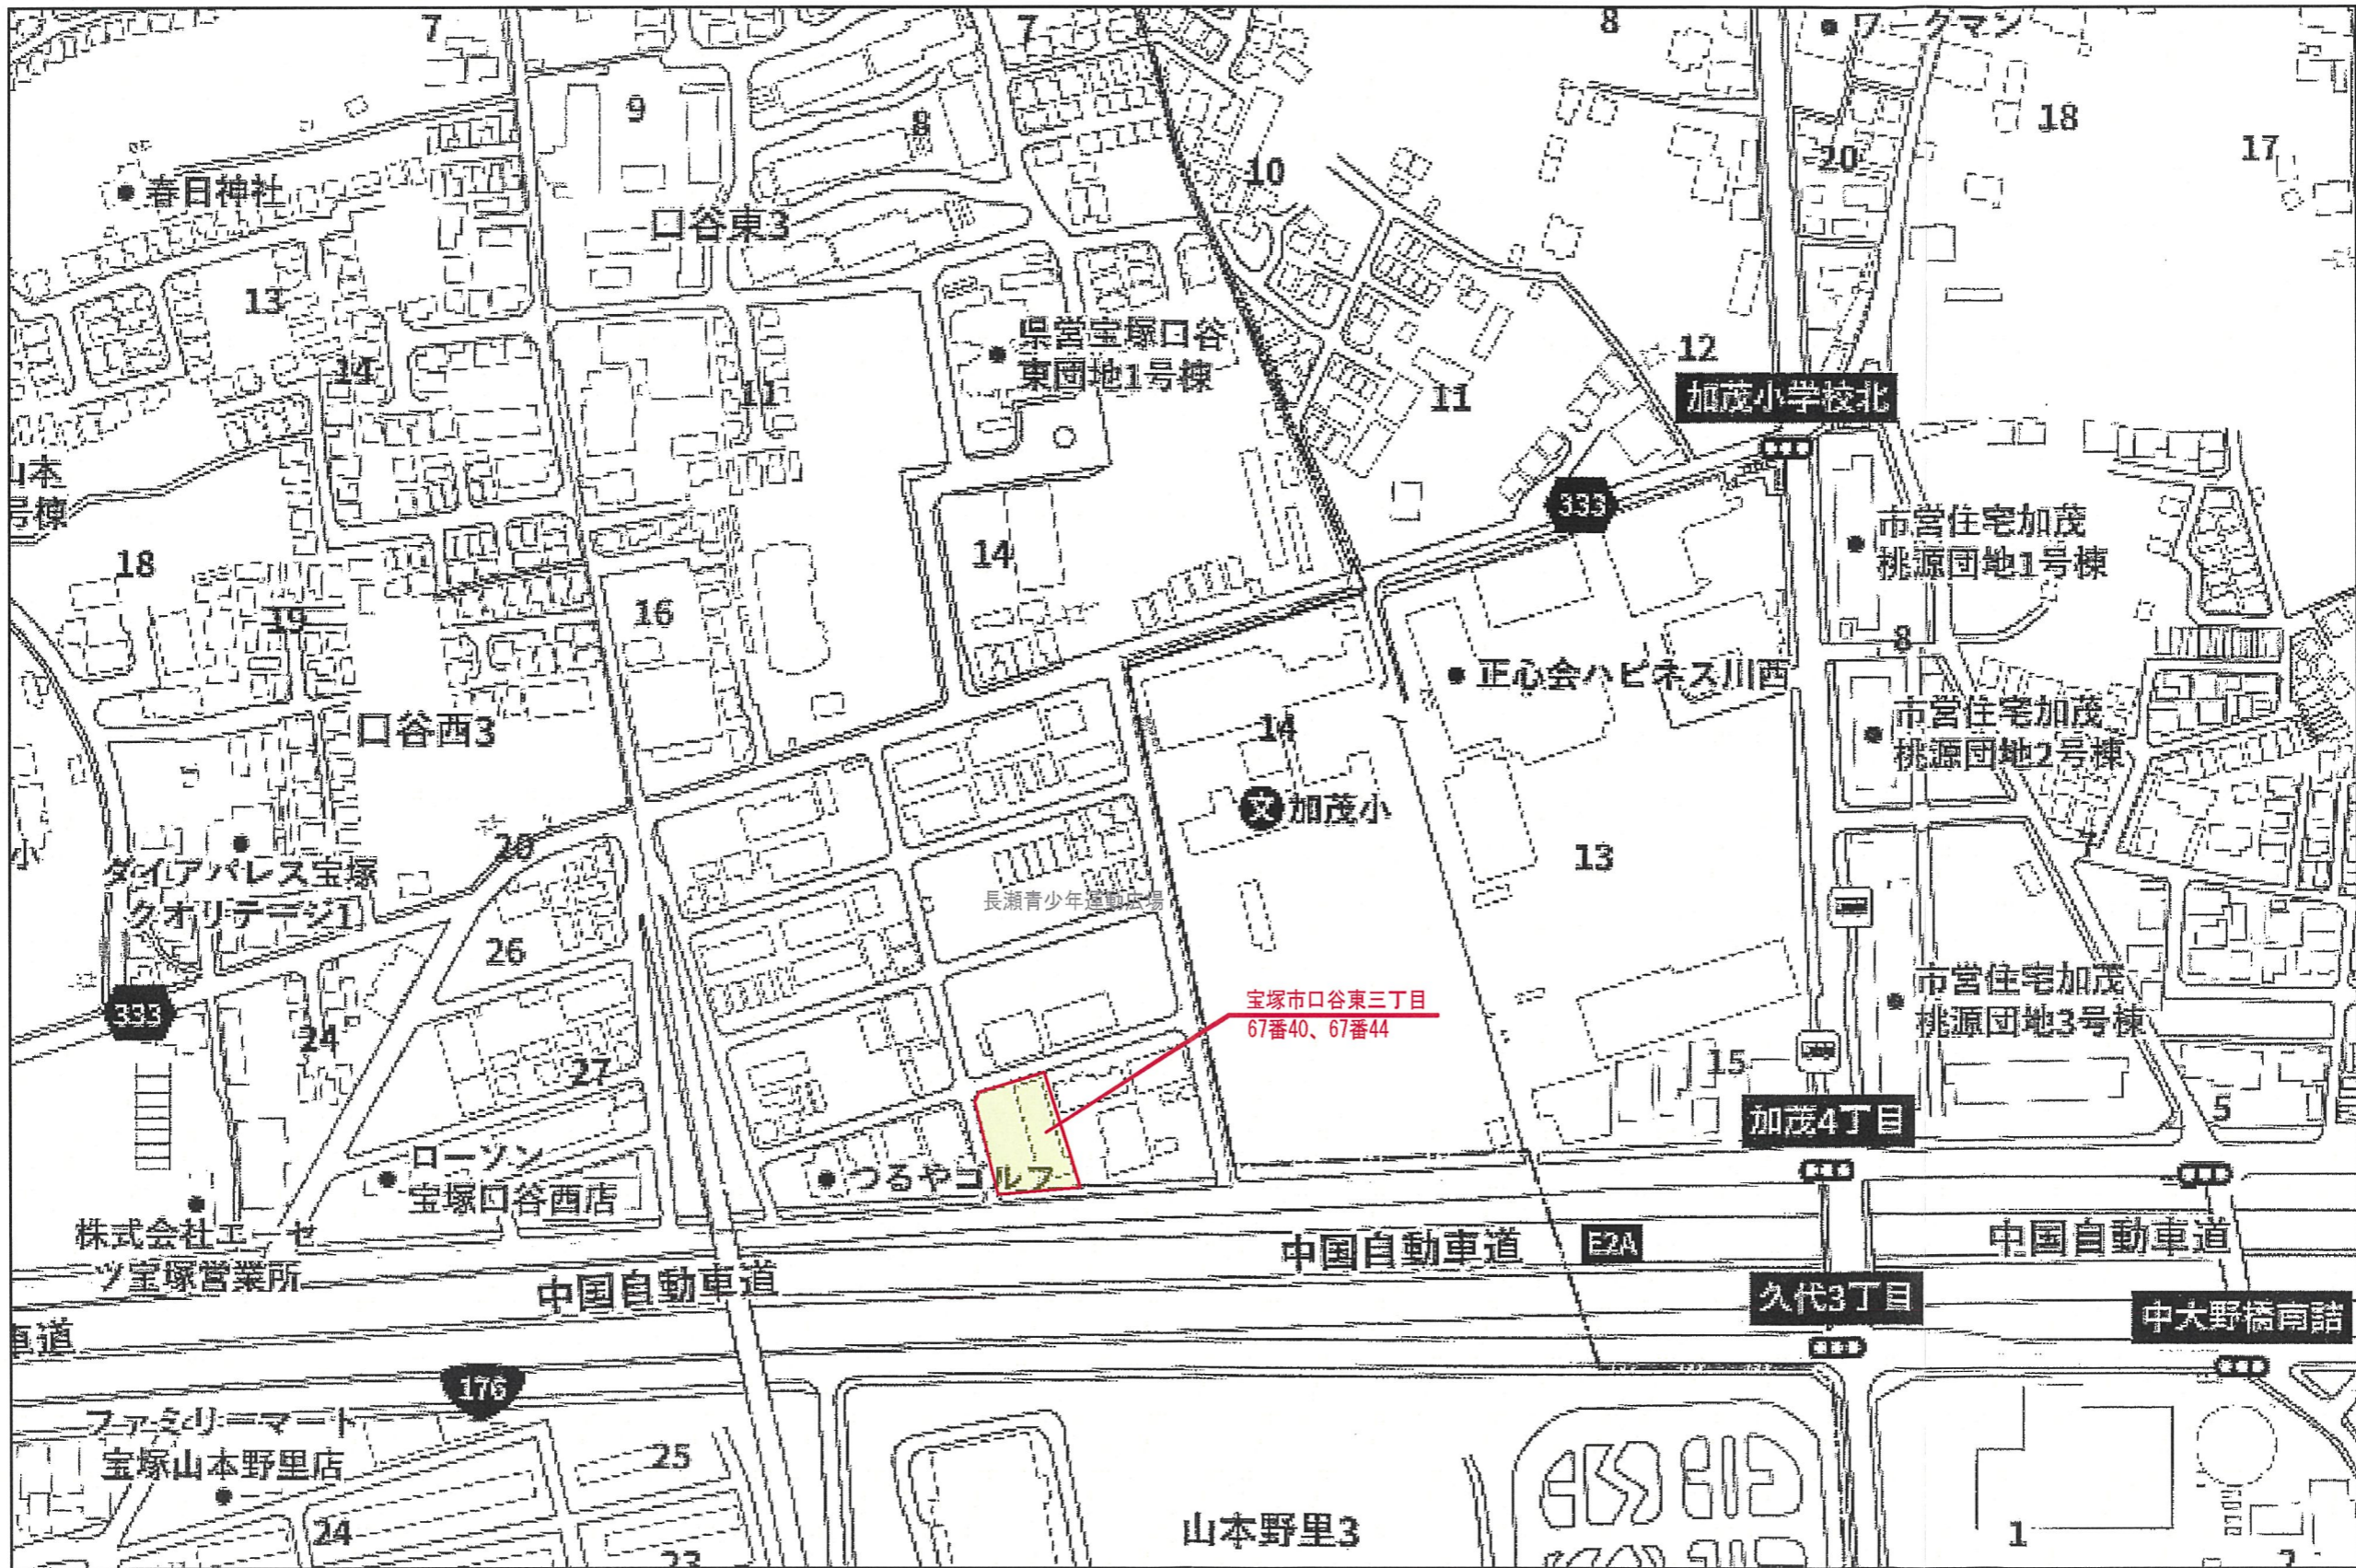 7
7
8
ワークマン
9
8
18
17
10
20
春日神社
口谷東3
13
県営宝塚口谷
東団地1号棟
14
11
11
12
加茂小学校北
山本
号棟
333
市営住宅加茂
桃源団地1号棟
18
14
19
16
8
正心会ハピネス川西
口谷西3
14
市営住宅加茂
桃源団地2号棟
文 加茂小
小
20
7
13
ダイアパレス宝塚
クオリテージ1
長瀬青少年運動広場
26
市営住宅加茂
桃源団地3号棟
宝塚市口谷東三丁目
67番40、67番44
333
24
27
15
加茂4丁目
5
ローソン
宝塚口谷西店
つるやゴルフ
株式会社エーゼ
ツ宝塚営業所
中国自動車道
中国自動車道
E2A
中国自動車道
久代3丁目
中大野橋南詰
車道
176
ファミリーマート
宝塚山本野里店
25
24
23
山本野里3
1
2